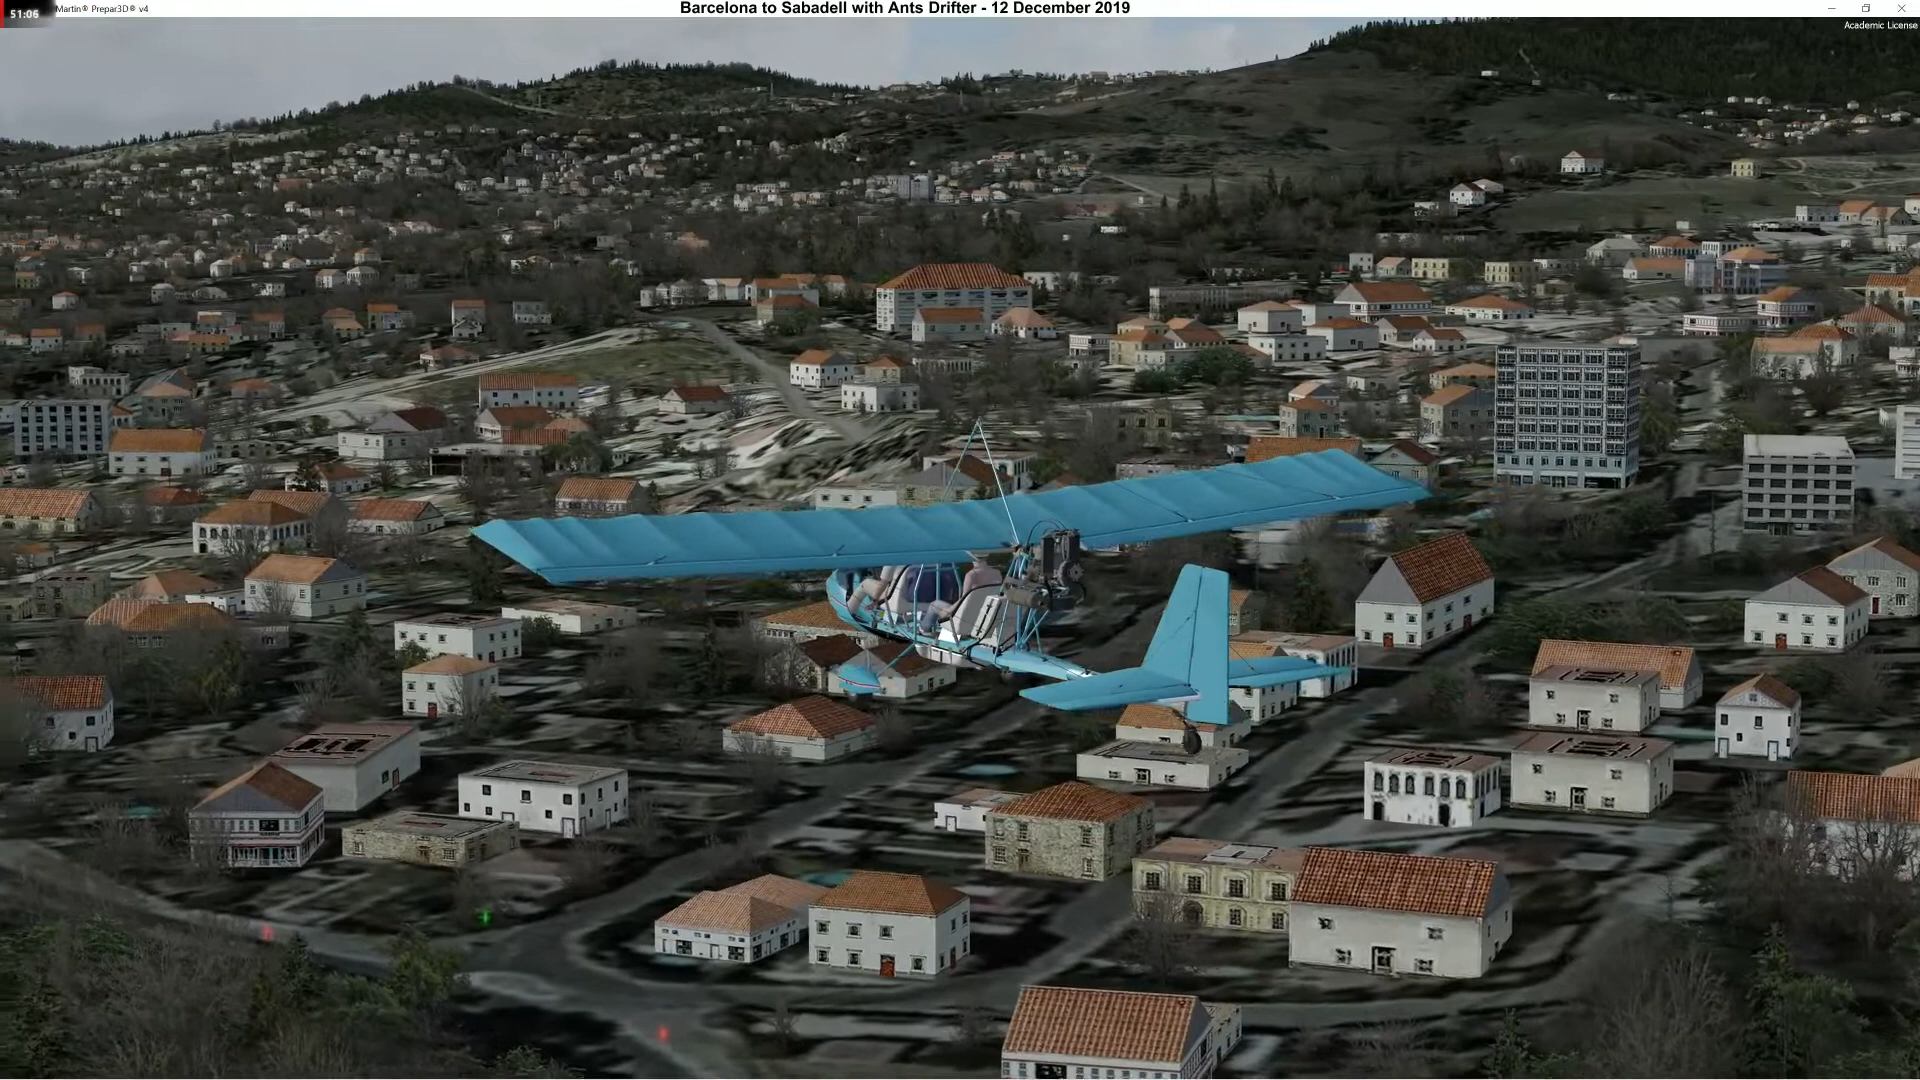 51:06
Martin® Prepar3D® v4
Barcelona to Sabadell with Ants Drifter - 12 December 2019
Academic License